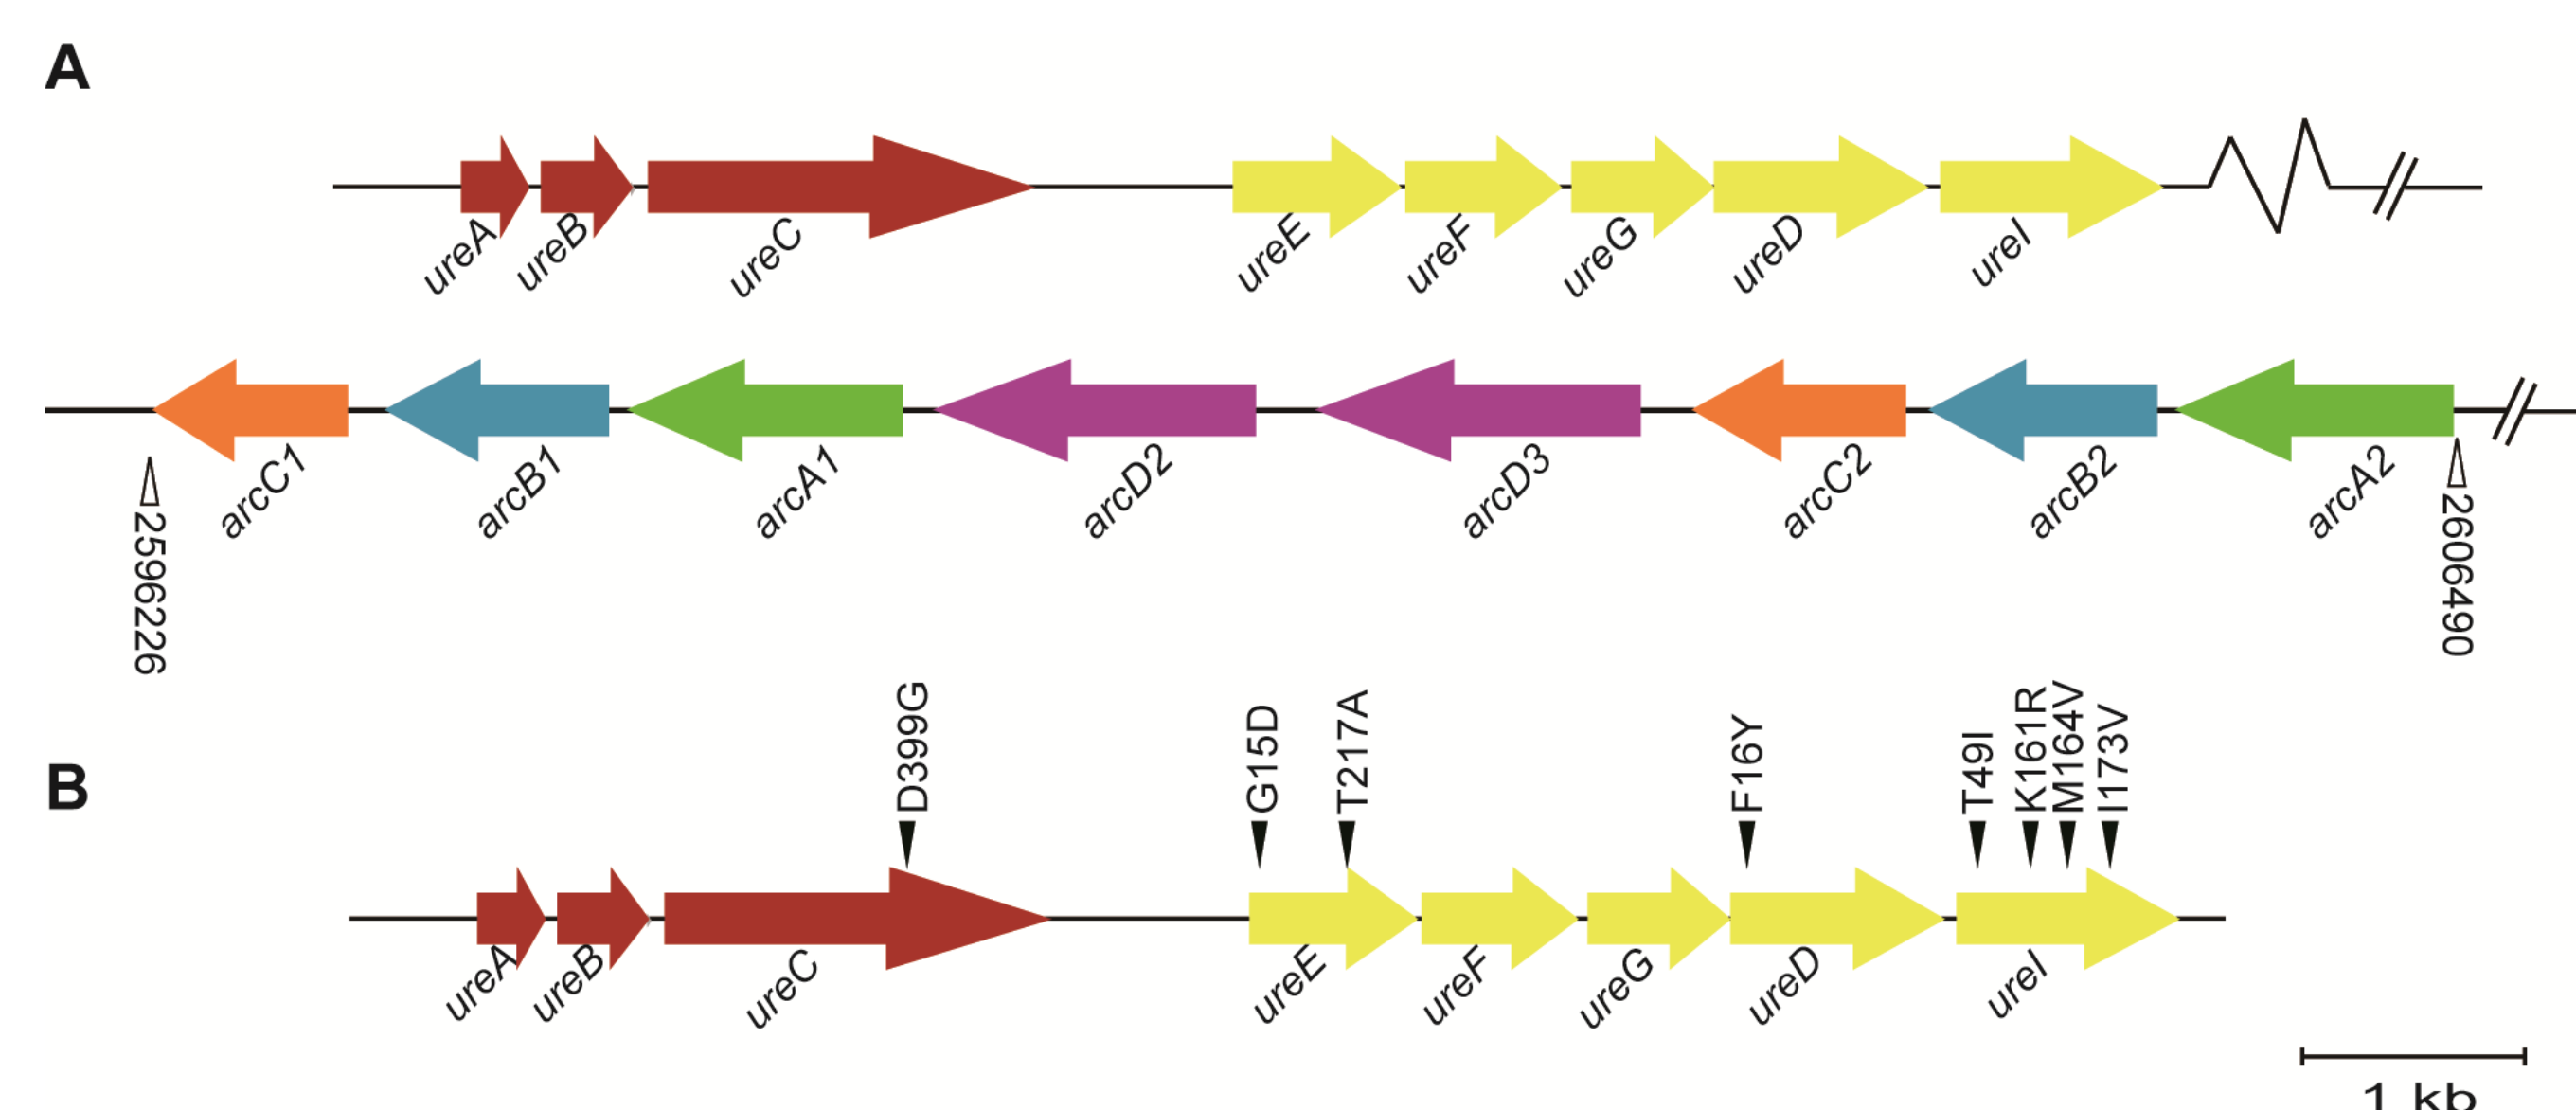 A
ureA ureB ureC ureE ureF ureG ureD ureI
arcC1 arcB1 arcA1 arcD2 arcD3 arcC2 arcB2 arcA2
2596226 2606490
D399G G15D T217A F16Y T49I K161R M164V I173V
B
ureA ureB ureC ureE ureF ureG ureD ureI
1 kb